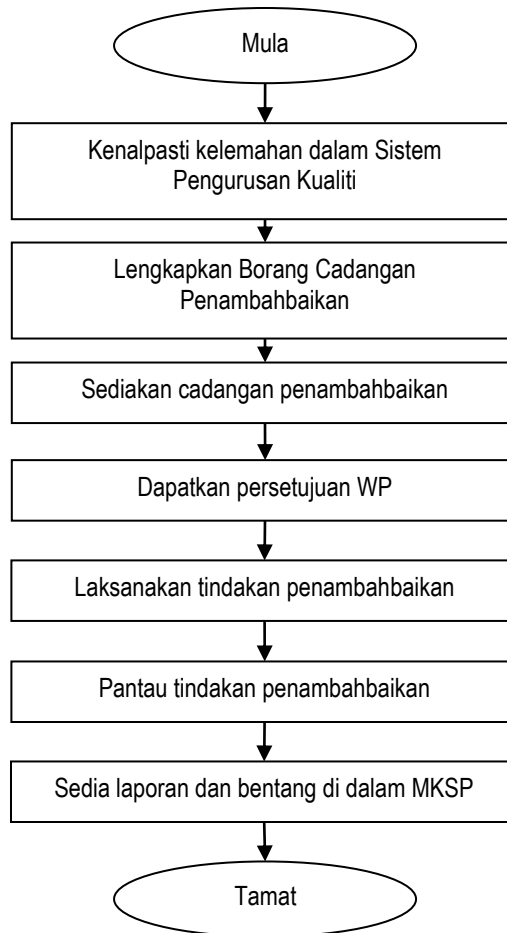 Mula
Kenalpasti kelemahan dalam Sistem
Pengurusan Kualiti
Lengkapkan Borang Cadangan
Penambahbaikan
Sediakan cadangan penambahbaikan
Dapatkan persetujuan WP
Laksanakan tindakan penambahbaikan
Pantau tindakan penambahbaikan
Sedia laporan dan bentang di dalam MKSP
Tamat